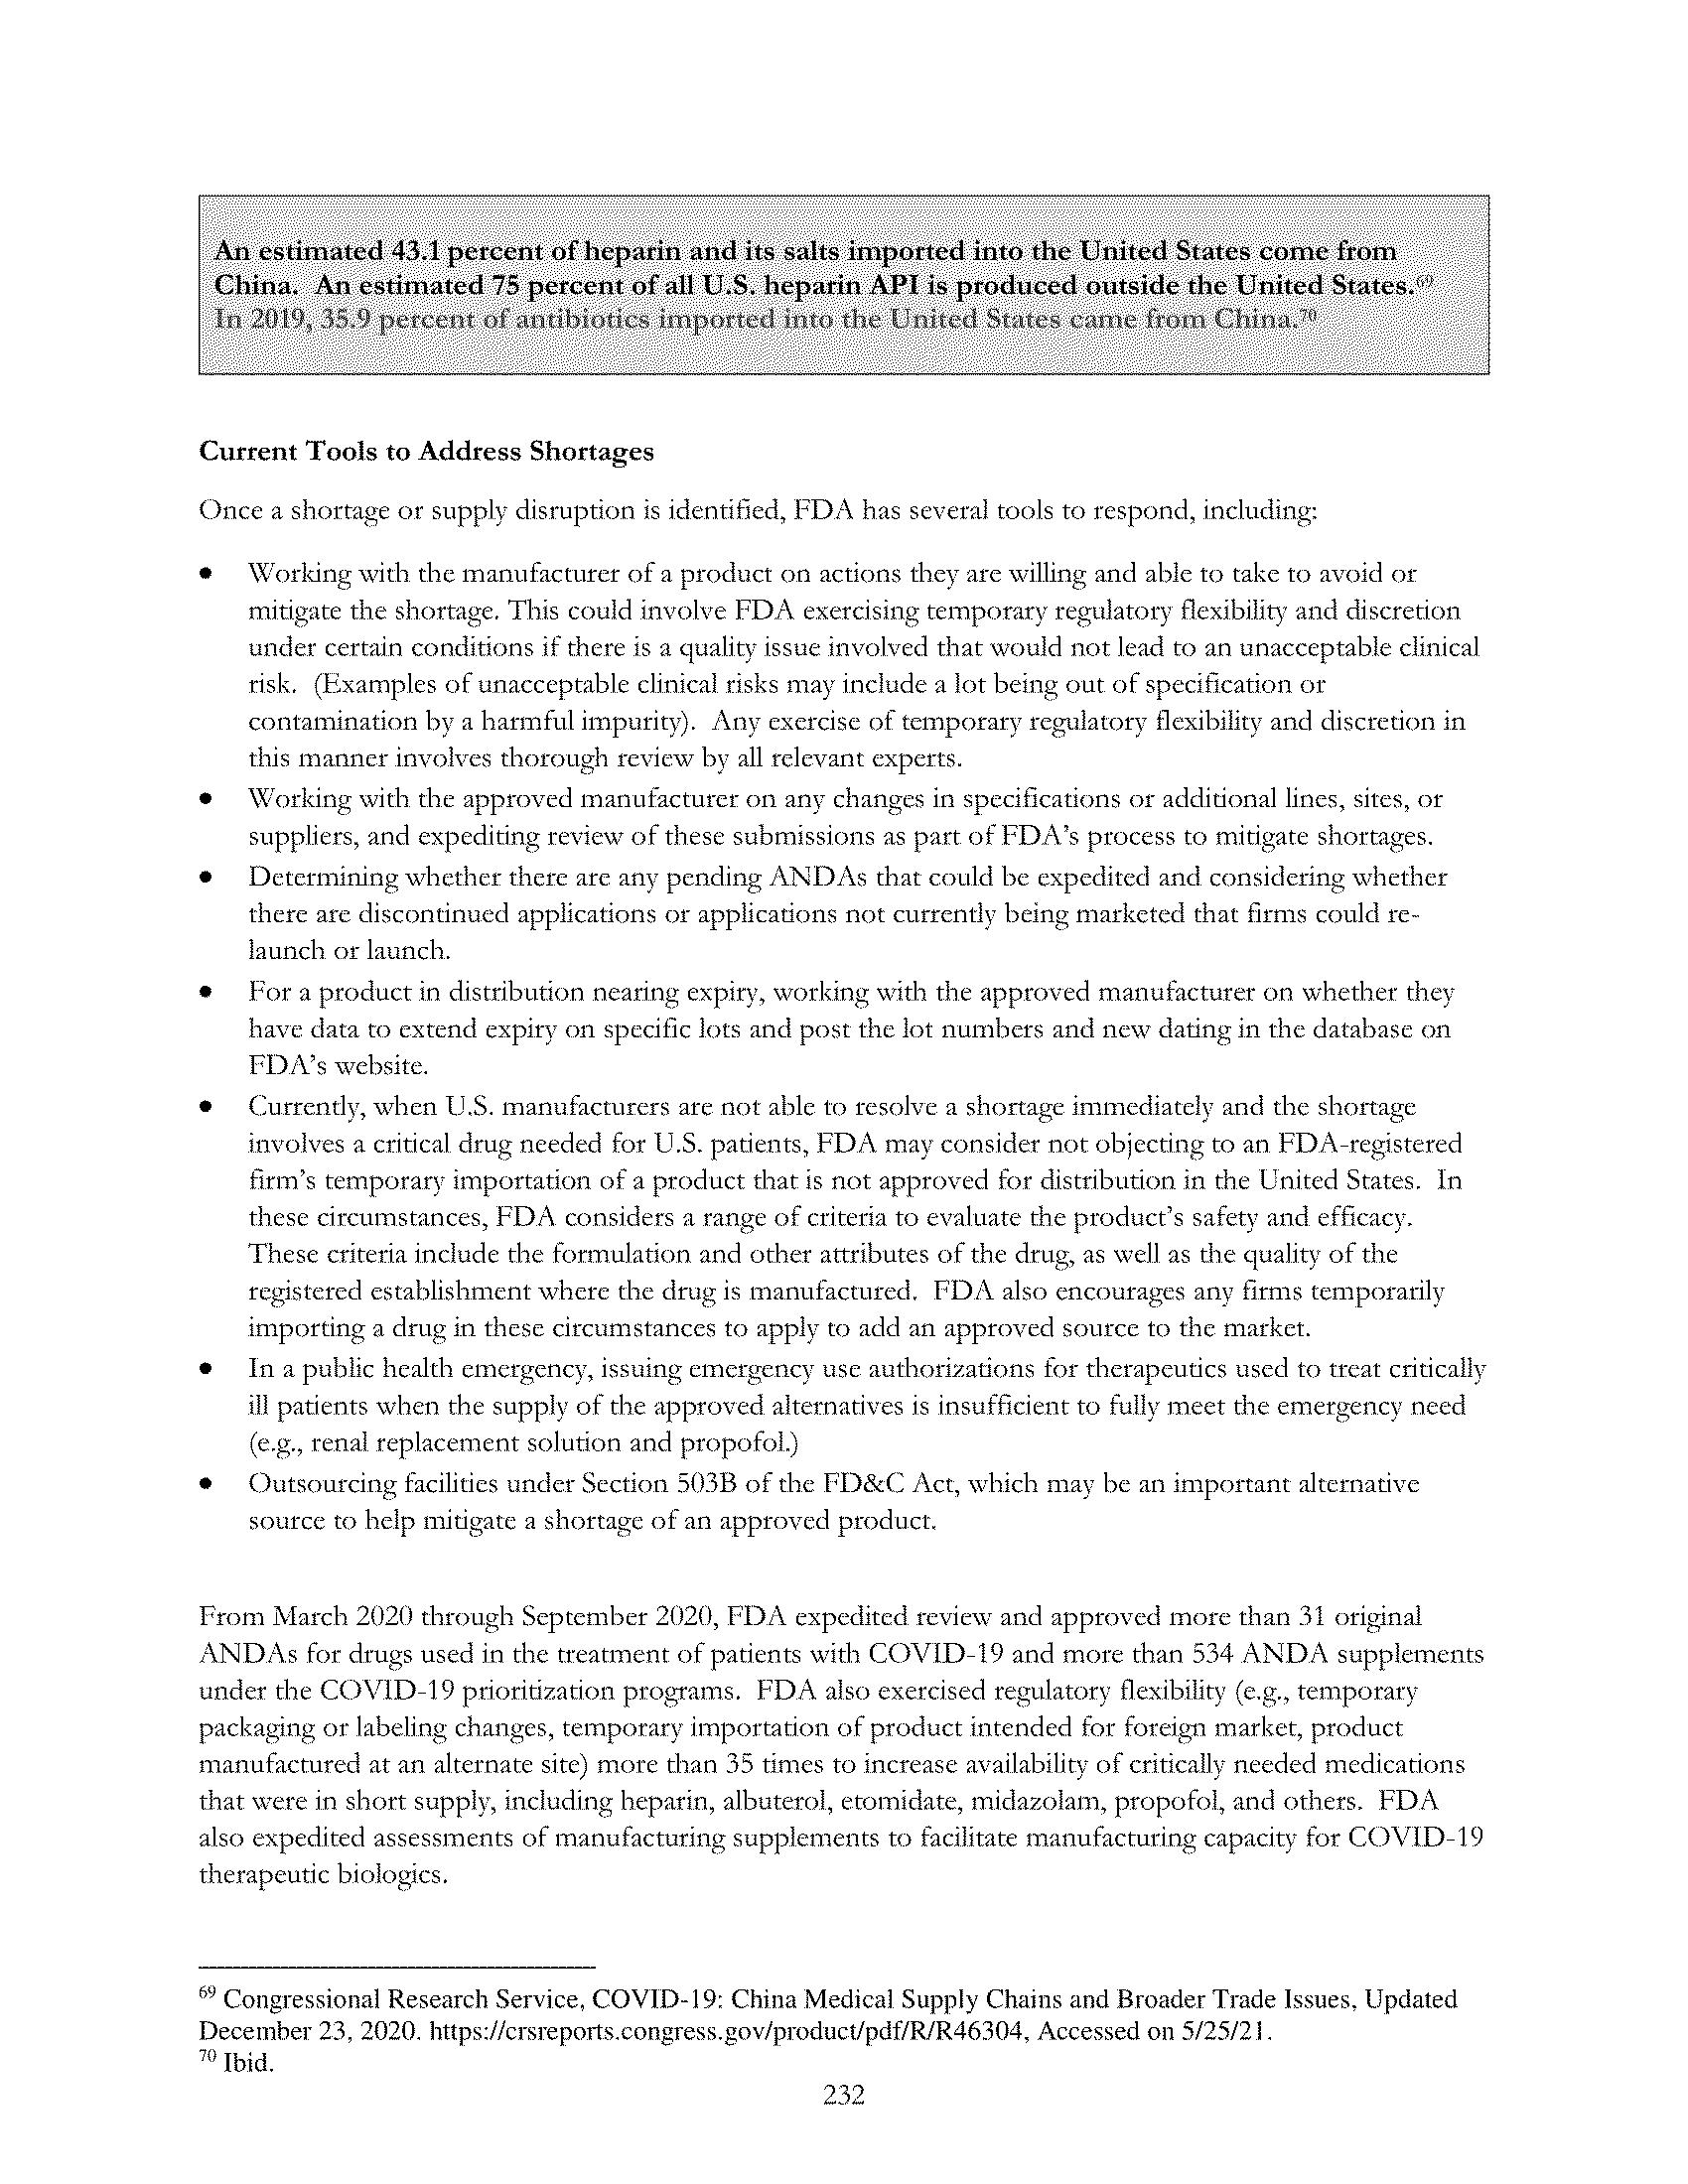 An estimated 43.1 percent of heparin and its salts imported into the United States come from
China.  An estimated 75 percent of all U.S. heparin API is produced outside the United States.69
In 2019, 35.9 percent of antibiotics imported into the United States came from China.70
Current Tools to Address Shortages
Once a shortage or supply disruption is identified, FDA has several tools to respond, including:
• Working with the manufacturer of a product on actions they are willing and able to take to avoid or
mitigate the shortage. This could involve FDA exercising temporary regulatory flexibility and discretion
under certain conditions if there is a quality issue involved that would not lead to an unacceptable clinical
risk.  (Examples of unacceptable clinical risks may include a lot being out of specification or
contamination by a harmful impurity).  Any exercise of temporary regulatory flexibility and discretion in
this manner involves thorough review by all relevant experts.
• Working with the approved manufacturer on any changes in specifications or additional lines, sites, or
suppliers, and expediting review of these submissions as part of FDA's process to mitigate shortages.
• Determining whether there are any pending ANDAs that could be expedited and considering whether
there are discontinued applications or applications not currently being marketed that firms could re-
launch or launch.
• For a product in distribution nearing expiry, working with the approved manufacturer on whether they
have data to extend expiry on specific lots and post the lot numbers and new dating in the database on
FDA's website.
• Currently, when U.S. manufacturers are not able to resolve a shortage immediately and the shortage
involves a critical drug needed for U.S. patients, FDA may consider not objecting to an FDA-registered
firm's temporary importation of a product that is not approved for distribution in the United States.  In
these circumstances, FDA considers a range of criteria to evaluate the product's safety and efficacy.
These criteria include the formulation and other attributes of the drug, as well as the quality of the
registered establishment where the drug is manufactured.  FDA also encourages any firms temporarily
importing a drug in these circumstances to apply to add an approved source to the market.
• In a public health emergency, issuing emergency use authorizations for therapeutics used to treat critically
ill patients when the supply of the approved alternatives is insufficient to fully meet the emergency need
(e.g., renal replacement solution and propofol.)
• Outsourcing facilities under Section 503B of the FD&C Act, which may be an important alternative
source to help mitigate a shortage of an approved product.
From March 2020 through September 2020, FDA expedited review and approved more than 31 original
ANDAs for drugs used in the treatment of patients with COVID-19 and more than 534 ANDA supplements
under the COVID-19 prioritization programs.  FDA also exercised regulatory flexibility (e.g., temporary
packaging or labeling changes, temporary importation of product intended for foreign market, product
manufactured at an alternate site) more than 35 times to increase availability of critically needed medications
that were in short supply, including heparin, albuterol, etomidate, midazolam, propofol, and others.  FDA
also expedited assessments of manufacturing supplements to facilitate manufacturing capacity for COVID-19
therapeutic biologics.
69 Congressional Research Service, COVID-19: China Medical Supply Chains and Broader Trade Issues, Updated
December 23, 2020. https://crsreports.congress.gov/product/pdf/R/R46304, Accessed on 5/25/21.
70 Ibid.
232